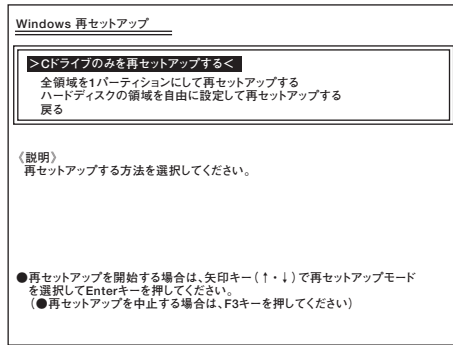 Windows 再セットアップ
>Cドライブのみを再セットアップする<
全領域を1パーティションにして再セットアップする
ハードディスクの領域を自由に設定して再セットアップする
戻る
《説明》
再セットアップする方法を選択してください。
●再セットアップを開始する場合は、矢印キー(↑・↓)で再セットアップモード
を選択してEnterキーを押してください。
(●再セットアップを中止する場合は、F3キーを押してください)